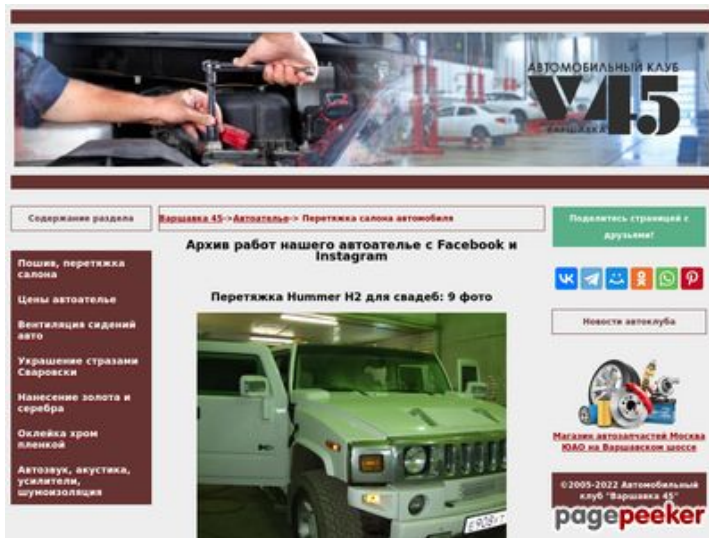 АВТОМОБИЛЬНЫЙ КЛУБ
V45
ВАРШАВКА
Содержание раздела
Пошив, перетяжка
салона
Цены автоателье
Вентиляция сидений
авто
Украшение стразами
Сваровски
Нанесение золота и
серебра
Оклейка хром
пленкой
Автозвук, акустика,
усилители,
шумоизоляция
Варшавка 45->Автоателье-> Перетяжка салона автомобиля
Архив работ нашего автоателье с Facebook и
Instagram
Перетяжка Hummer H2 для свадеб: 9 фото
Поделитесь страницей с
друзьями!
Новости автоклуба
Магазин автозапчастей Москва
ЮАО на Варшавском шоссе
©2005-2022 Автомобильный
клуб "Варшавка 45"
pagepeeker